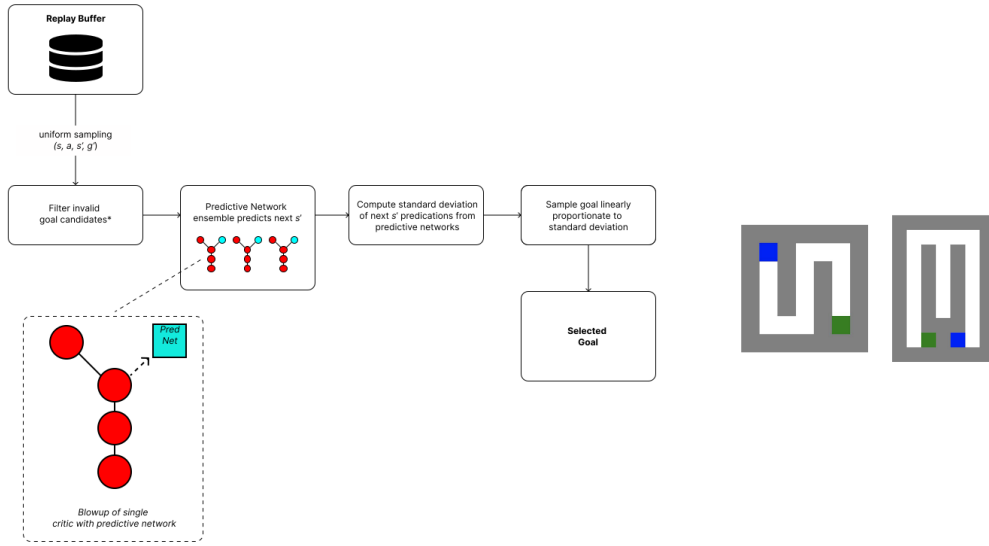 Replay Buffer
uniform sampling
(s, a, s', g')
Filter invalid
goal candidates*
Predictive Network
ensemble predicts next s'
Compute standard deviation
of next s' predications from
predictive networks
Sample goal linearly
proportionate to
standard deviation
Selected
Goal
Pred
Net
Blowup of single
critic with predictive network